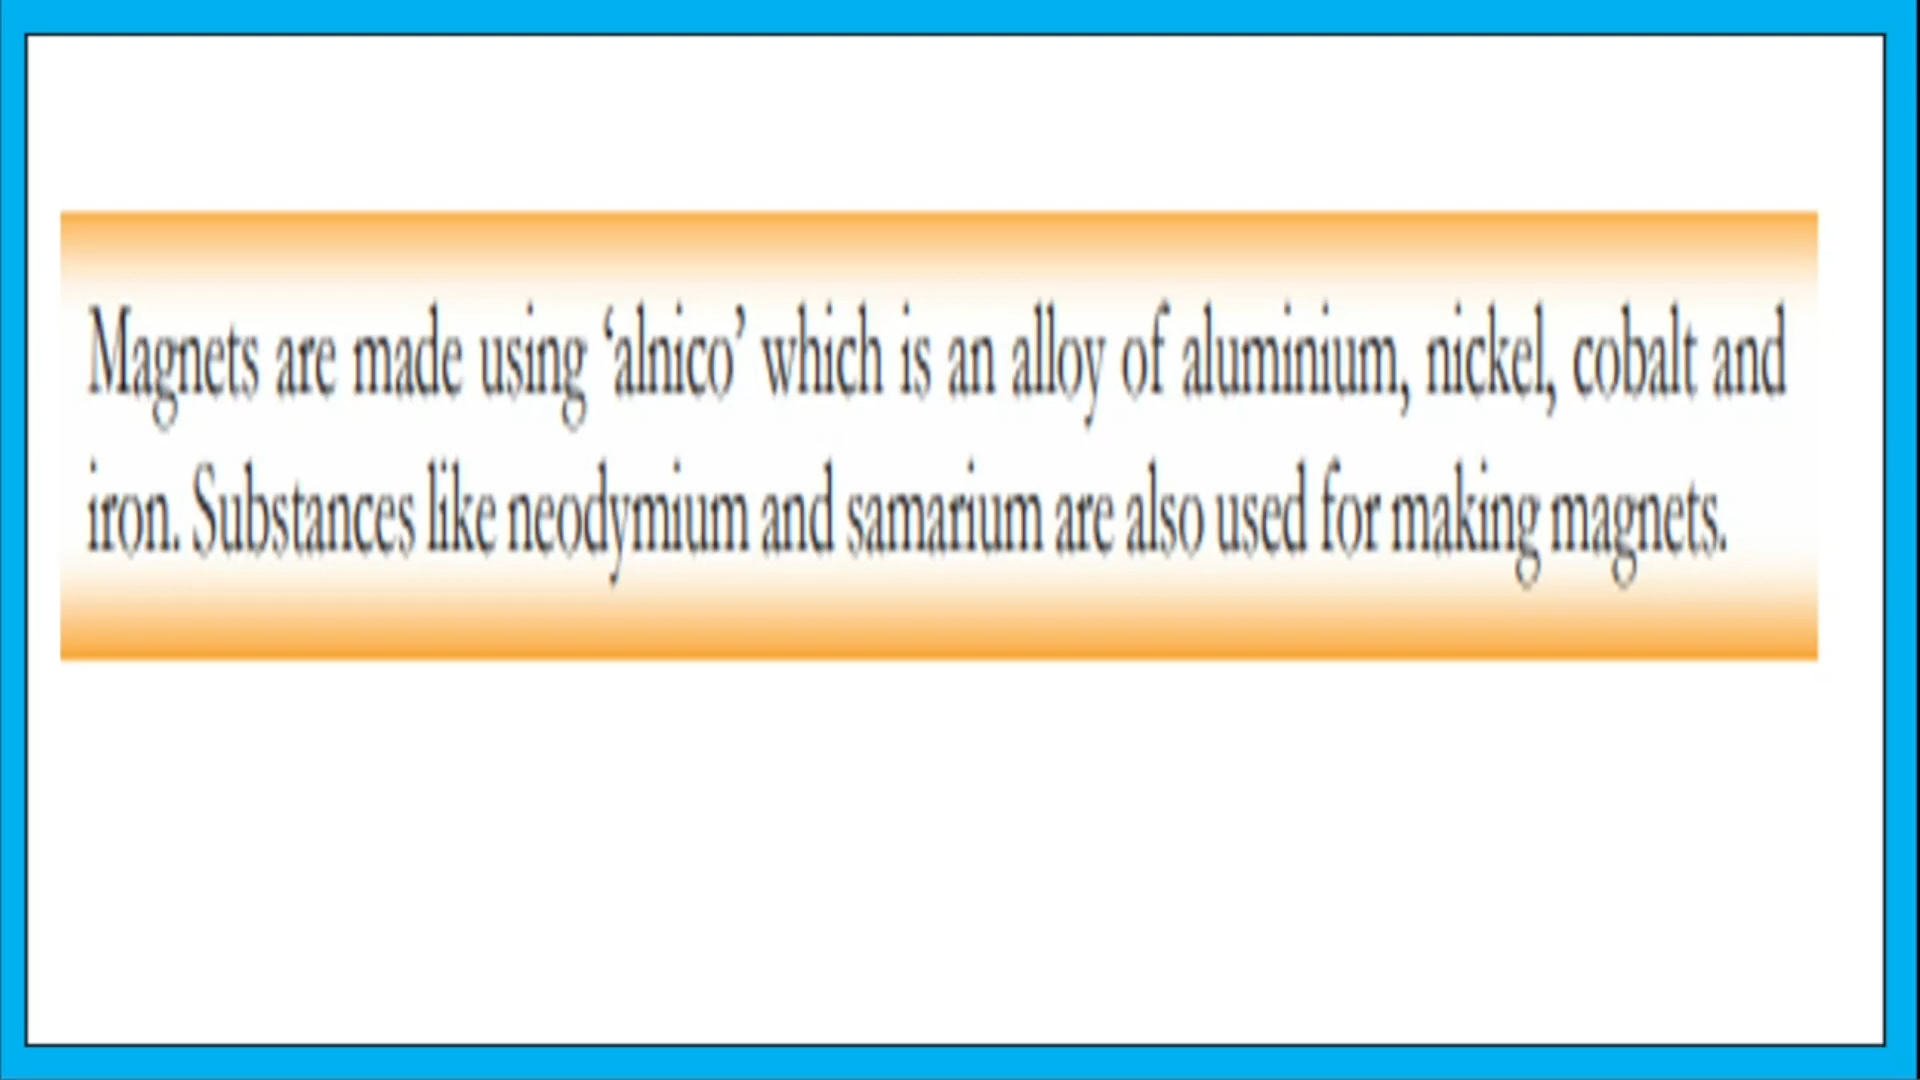 Magnets are made using ‘alnico’ which is an alloy of aluminium, nickel, cobalt and
iron. Substances like neodymium and samarium are also used for making magnets.